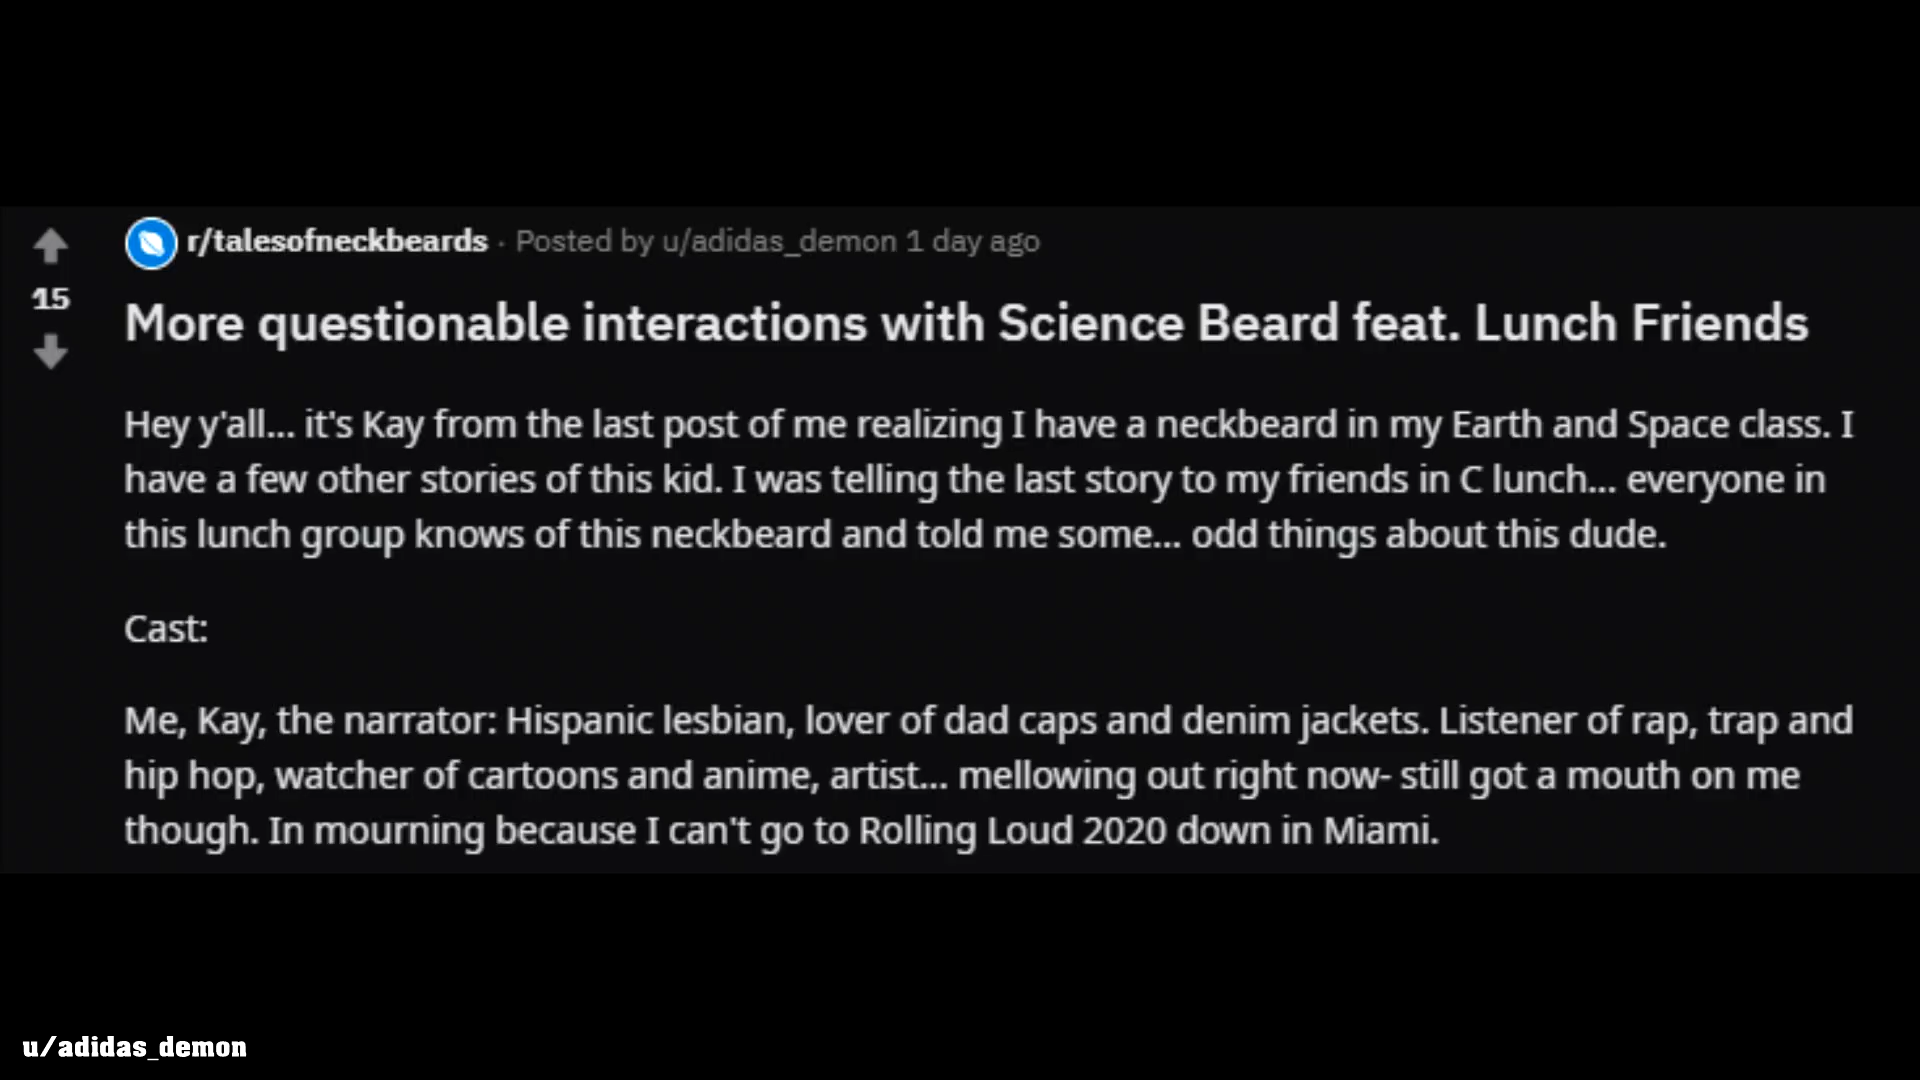 r/talesofneckbeards · Posted by u/adidas_demon 1 day ago
15
More questionable interactions with Science Beard feat. Lunch Friends
Hey y'all... it's Kay from the last post of me realizing I have a neckbeard in my Earth and Space class. I
have a few other stories of this kid. I was telling the last story to my friends in C lunch... everyone in
this lunch group knows of this neckbeard and told me some... odd things about this dude.
Cast:
Me, Kay, the narrator: Hispanic lesbian, lover of dad caps and denim jackets. Listener of rap, trap and
hip hop, watcher of cartoons and anime, artist... mellowing out right now- still got a mouth on me
though. In mourning because I can't go to Rolling Loud 2020 down in Miami.
u/adidas_demon